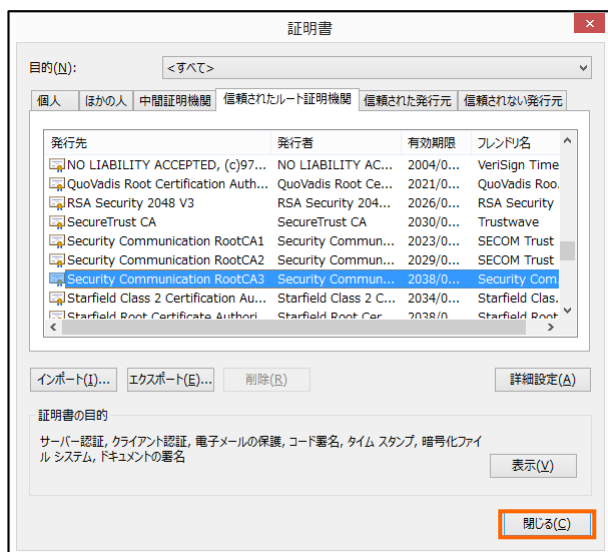 証明書
目的(N): <すべて>
個人 ほかの人 中間証明機関 信頼されたルート証明機関 信頼された発行元 信頼されない発行元
発行先 発行者 有効期限 フレンドリ名
NO LIABILITY ACCEPTED, (c)97... NO LIABILITY AC... 2004/0... VeriSign Time
QuoVadis Root Certification Auth... QuoVadis Root Ce... 2021/0... QuoVadis Roo.
RSA Security 2048 V3 RSA Security 204... 2026/0... RSA Security
SecureTrust CA SecureTrust CA 2030/0... Trustwave
Security Communication RootCA1 Security Commun... 2023/0... SECOM Trust
Security Communication RootCA2 Security Commun... 2029/0... SECOM Trust
Security Communication RootCA3 Security Commun... 2038/0... Security Com.
Starfield Class 2 Certification Au... Starfield Class 2 C... 2034/0... Starfield Clas.
Starfield Root Certificate Authori... Starfield Root Cer... 2038/0... Starfield Root
インポート(I)... エクスポート(E)... 削除(R) 詳細設定(A)
証明書の目的
サーバー認証, クライアント認証, 電子メールの保護, コード署名, タイム スタンプ, 暗号化ファイ
ル システム, ドキュメントの署名
表示(V)
閉じる(C)